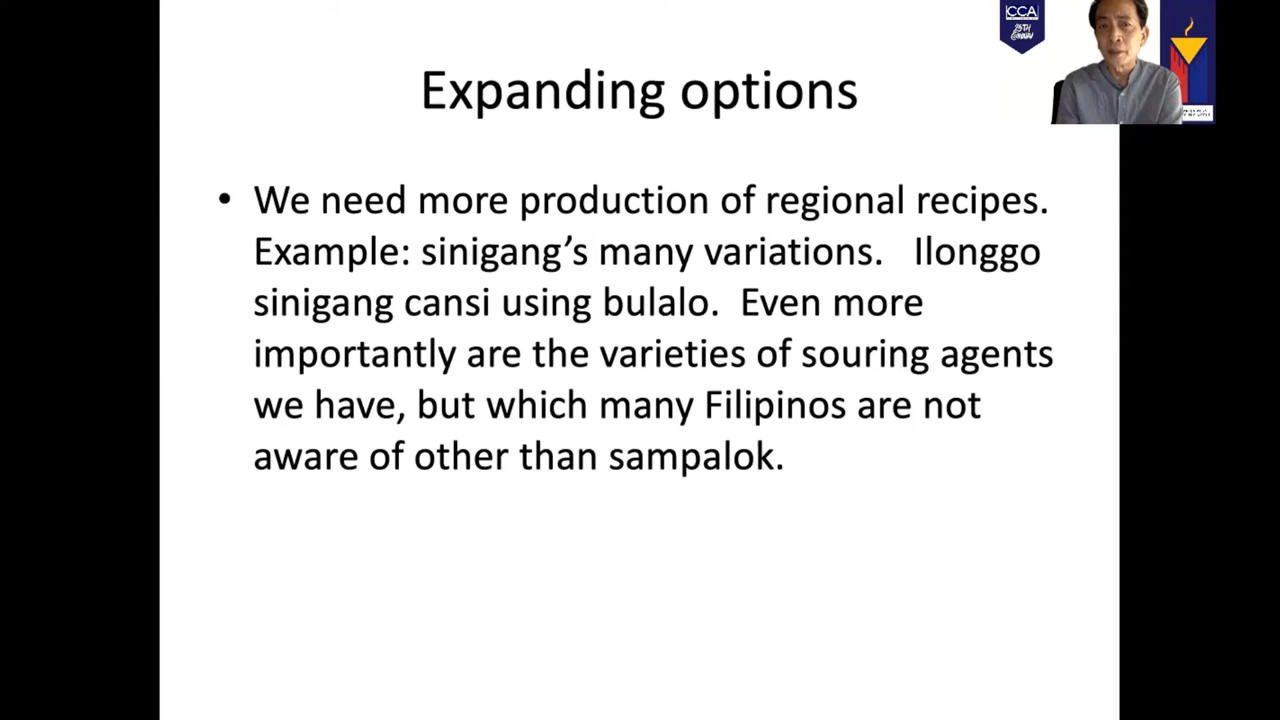 CCA
25TH
Expanding options
• We need more production of regional recipes.
Example: sinigang’s many variations.   Ilonggo
sinigang cansi using bulalo.  Even more
importantly are the varieties of souring agents
we have, but which many Filipinos are not
aware of other than sampalok.